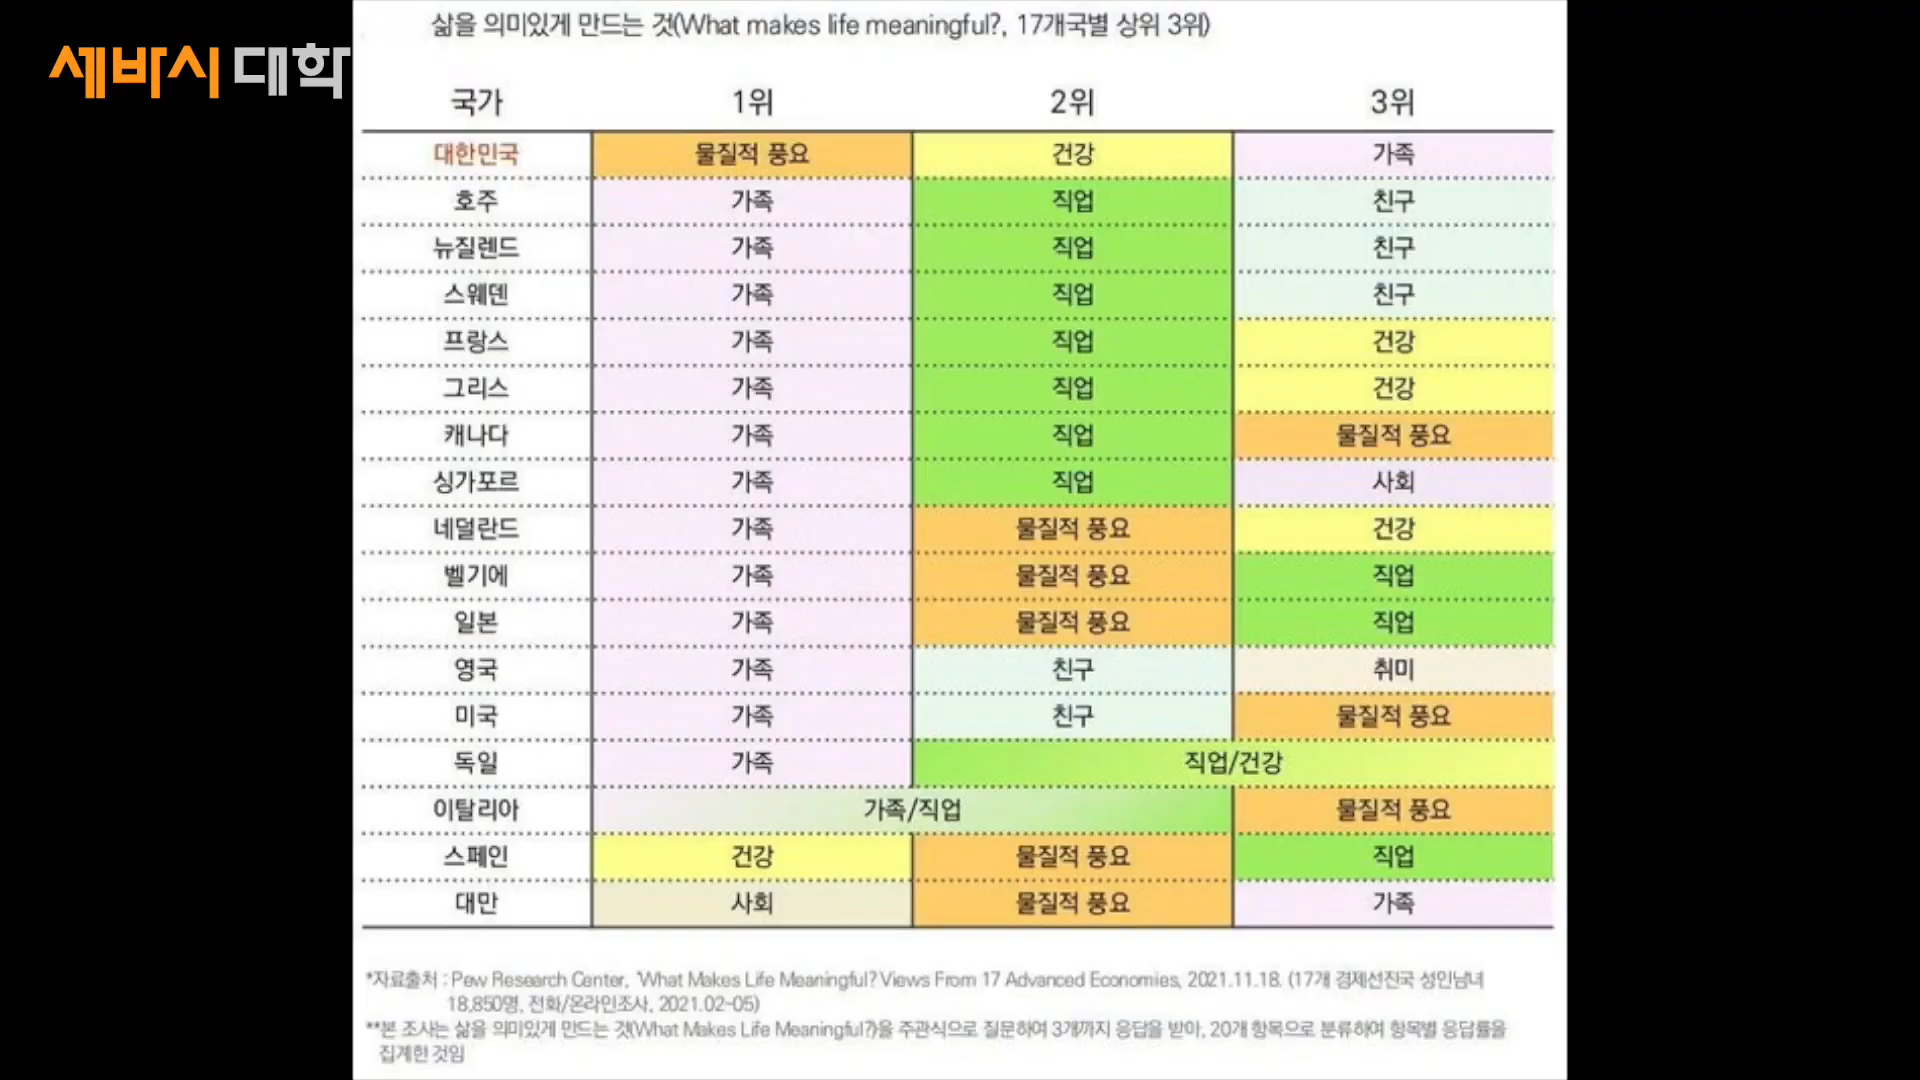 삶을 의미있게 만드는 것(What makes life meaningful?, 17개국별 상위 3위)
세바시 대학
국가 1위 2위 3위
대한민국 물질적 풍요 건강 가족
호주 가족 직업 친구
뉴질렌드 가족 직업 친구
스웨덴 가족 직업 친구
프랑스 가족 직업 건강
그리스 가족 직업 건강
캐나다 가족 직업 물질적 풍요
싱가포르 가족 직업 사회
네덜란드 가족 물질적 풍요 건강
벨기에 가족 물질적 풍요 직업
일본 가족 물질적 풍요 직업
영국 가족 친구 취미
미국 가족 친구 물질적 풍요
독일 가족 직업/건강
이탈리아 가족/직업 물질적 풍요
스페인 건강 물질적 풍요 직업
대만 사회 물질적 풍요 가족
*자료출처 : Pew Research Center, 'What Makes Life Meaningful? Views From 17 Advanced Economies, 2021.11.18. (17개 경제선진국 성인남녀
18,850명, 전화/온라인조사, 2021.02-05)
**본 조사는 삶을 의미있게 만드는 것(What Makes Life Meaningful?)을 주관식으로 질문하여 3개까지 응답을 받아, 20개 항목으로 분류하여 항목별 응답률을
집계한 것임